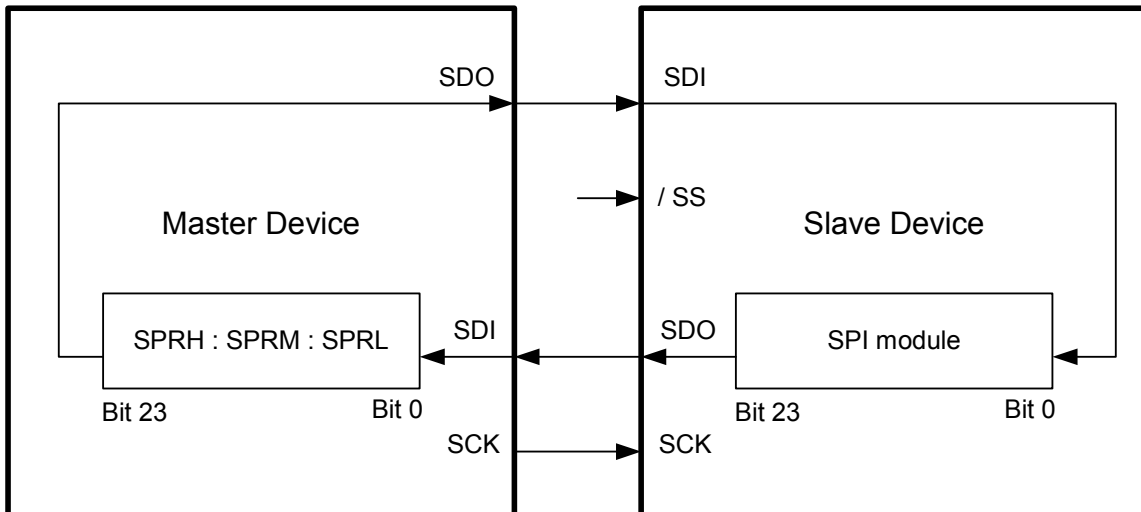 SDO SDI
/ SS
Master Device Slave Device
SPRH : SPRM : SPRL SDI SDO SPI module
Bit 23 Bit 0 Bit 23 Bit 0
SCK SCK